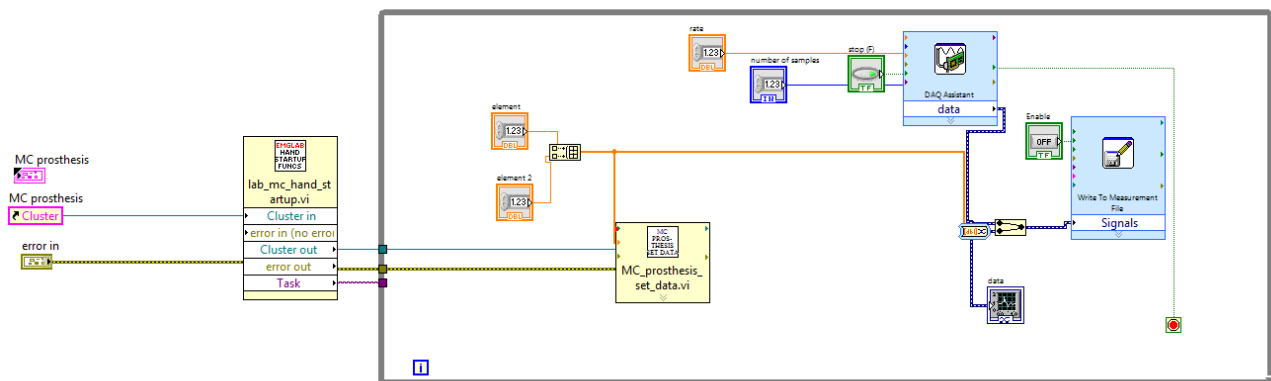 rate
1.23
DBL
number of samples
1.23
stop (F)
TF
DAQ Assistant
data
element
1.23
DBL
element 2
1.23
DBL
Enable
OFF
TF
Write To Measurement
File
Signals
MC prosthesis
MC prosthesis
Cluster
error in
EMGLAB
HAND
STARTUP
FUNCS
lab_mc_hand_st
artup.vi
Cluster in
error in (no erro
Cluster out
error out
Task
MC
PROS-
THESIS
SET DATA
MC_prosthesis_
set_data.vi
data
i